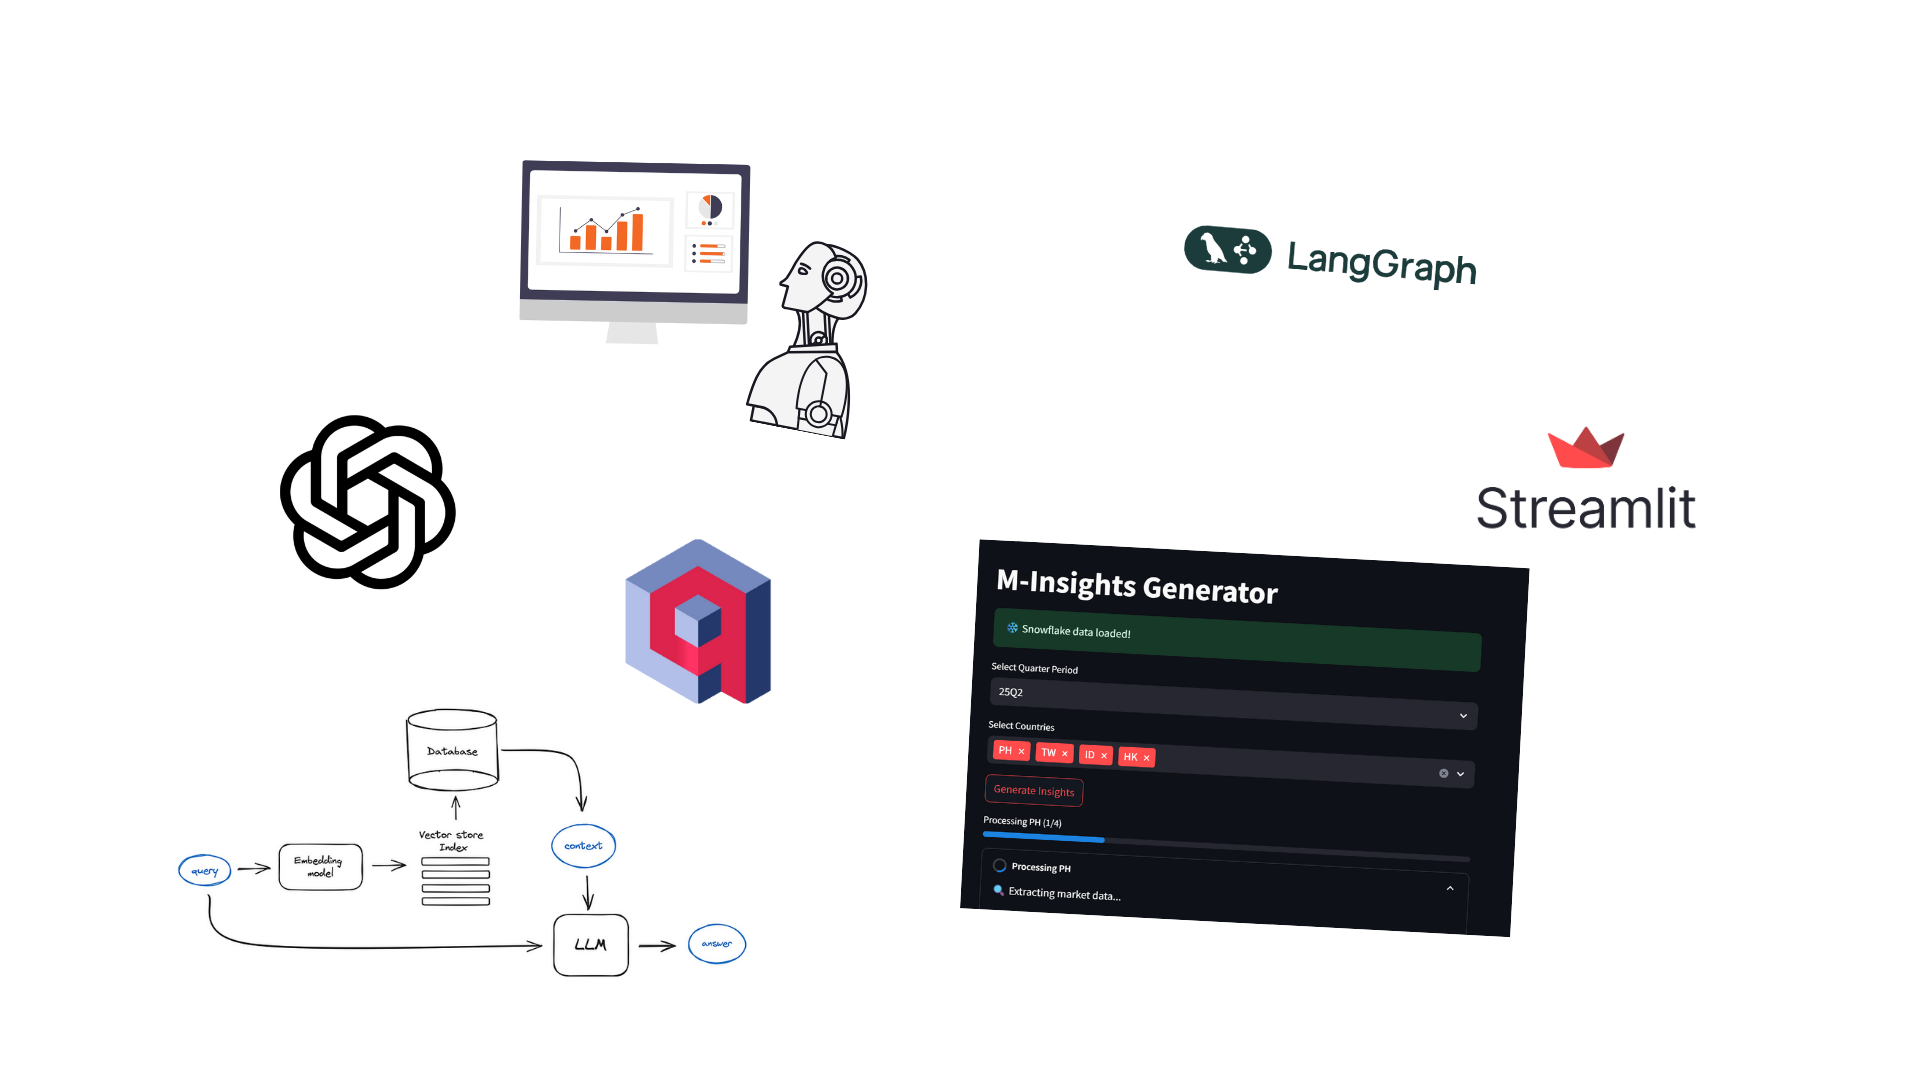 LangGraph
Streamlit
M-Insights Generator
Snowflake data loaded!
Select Quarter Period
25Q2
Select Countries
PH × TW × ID × HK ×
Generate Insights
Processing PH (1/4)
Processing PH
Extracting market data...
Database
Vector store
Index
query
Embedding
model
context
LLM
answer